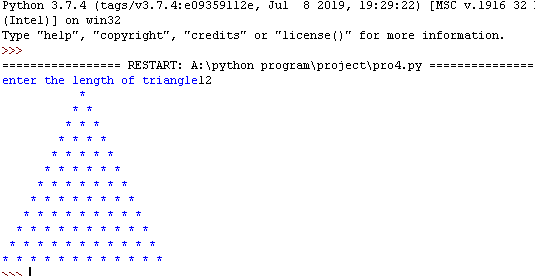 Python 3.7.4 (tags/v3.7.4:e09359112e, Jul  8 2019, 19:29:22) [MSC v.1916 32
(Intel)] on win32
Type "help", "copyright", "credits" or "license()" for more information.
>>>
================= RESTART: A:\python program\project\pro4.py ===============
enter the length of triangle12
           *
          * *
         * * *
        * * * *
       * * * * *
      * * * * * *
     * * * * * * *
    * * * * * * * *
   * * * * * * * * *
  * * * * * * * * * *
 * * * * * * * * * * *
* * * * * * * * * * * *
>>>